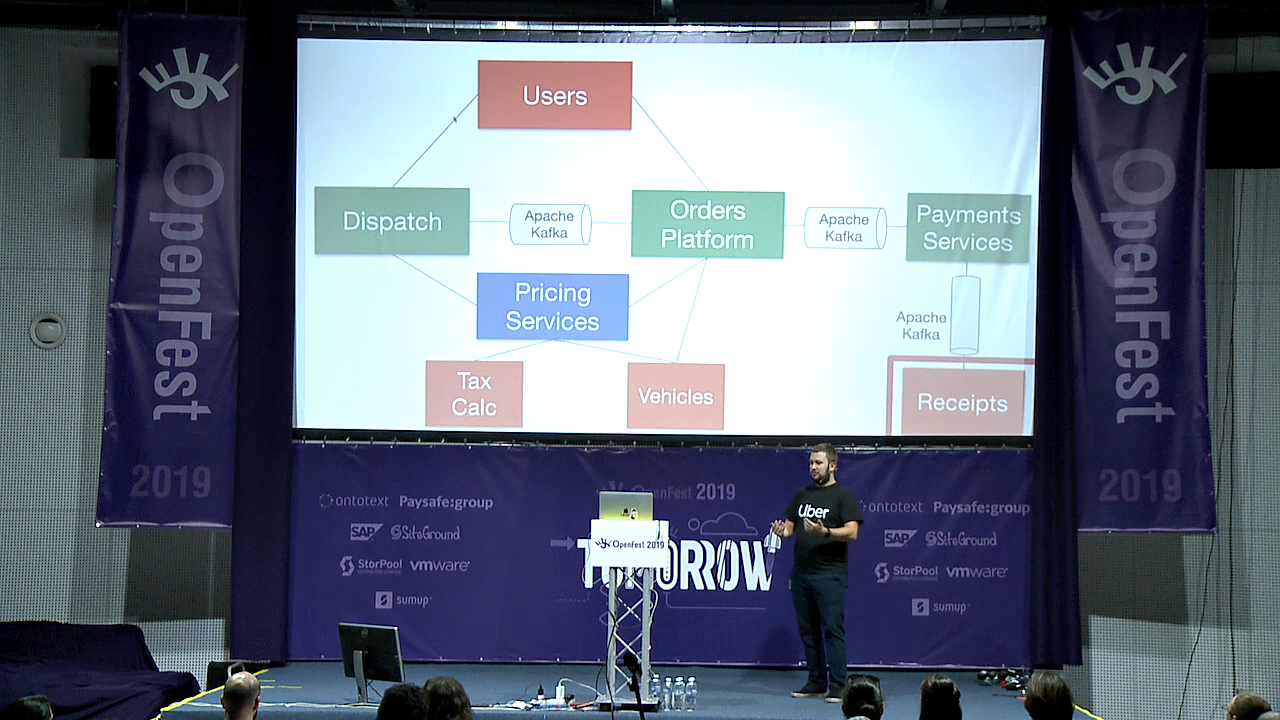 OpenFest
2019
Users
Dispatch
Apache
Kafka
Orders
Platform
Apache
Kafka
Payments
Services
Pricing
Services
Apache
Kafka
Tax
Calc
Vehicles
Receipts
OpenFest
2019
ontotext Paysafe:group
SAP SiteGround
StorPool vmware
sumup
OpenFest 2019
OpenFest 2019
Uber
ontotext Paysafe:group
SAP SiteGround
StorPool vmware
sumup